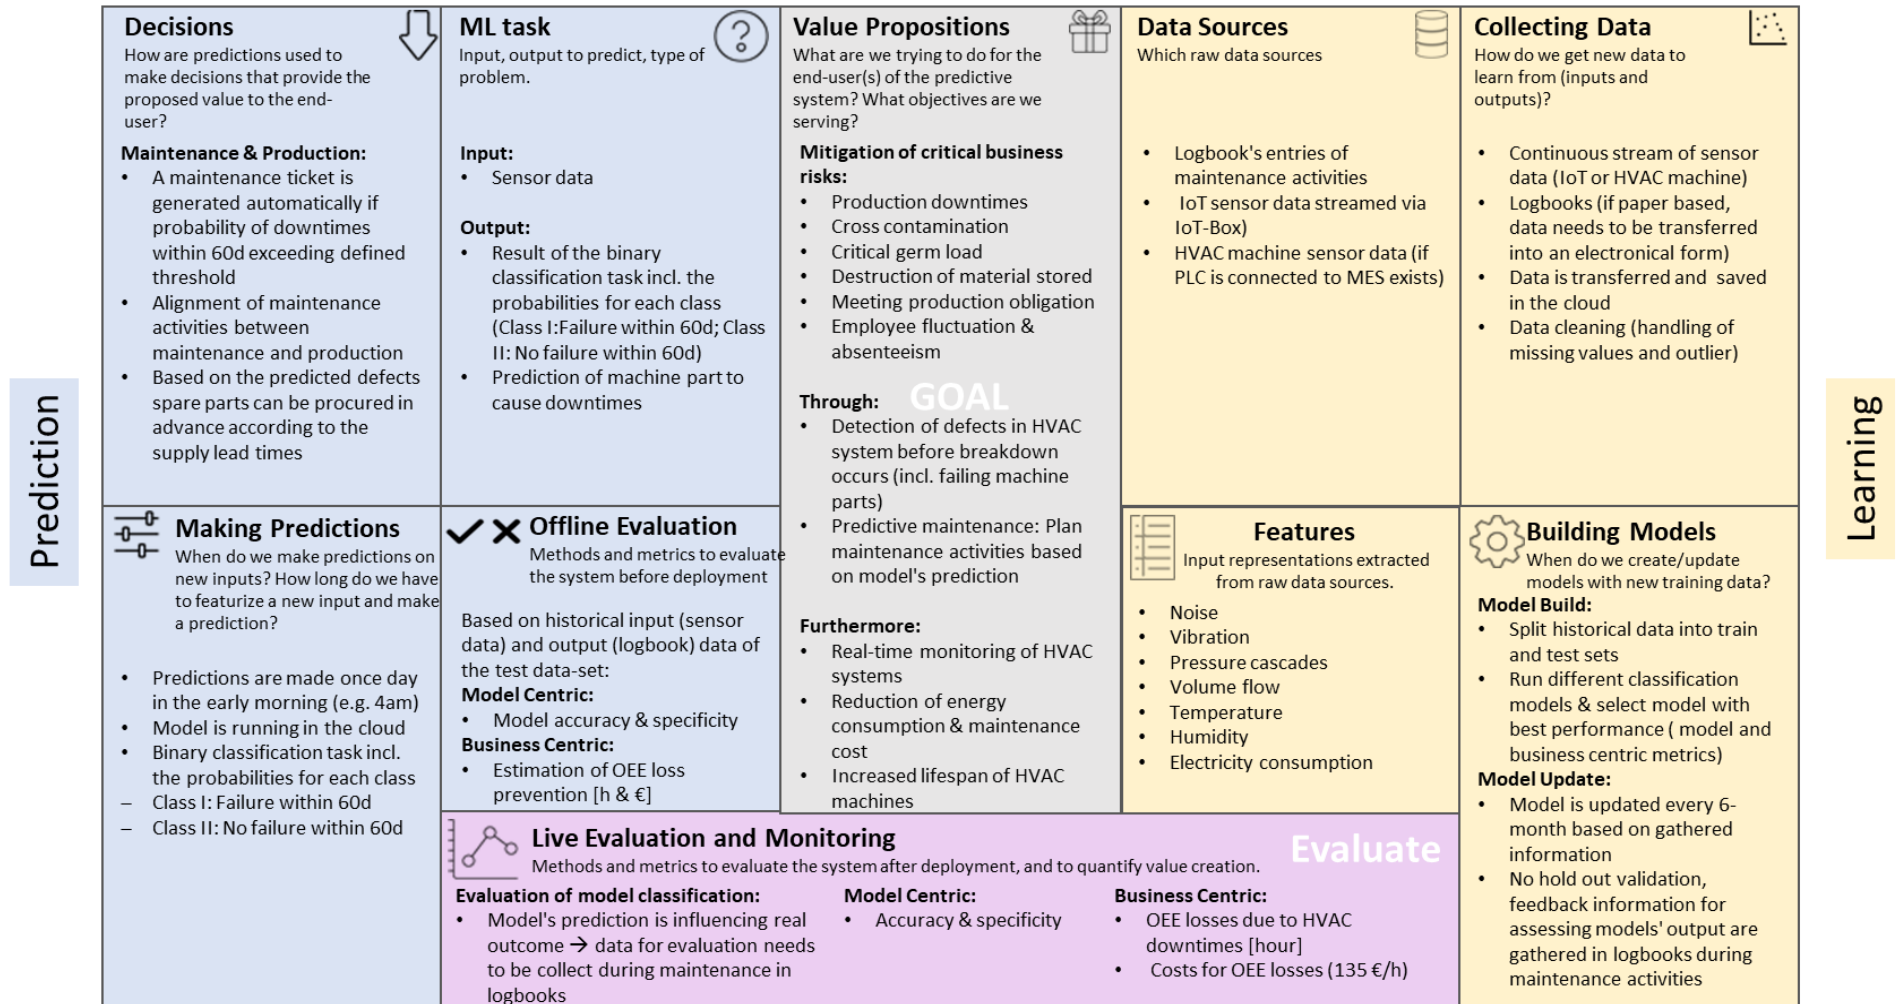 Prediction
Decisions
How are predictions used to
make decisions that provide the
proposed value to the end-
user?
Maintenance & Production:
• A maintenance ticket is
generated automatically if
probability of downtimes
within 60d exceeding defined
threshold
• Alignment of maintenance
activities between
maintenance and production
• Based on the predicted defects
spare parts can be procured in
advance according to the
supply lead times
ML task
Input, output to predict, type of
problem.
Input:
• Sensor data
Output:
• Result of the binary
classification task incl. the
probabilities for each class
(Class I:Failure within 60d; Class
II: No failure within 60d)
• Prediction of machine part to
cause downtimes
Value Propositions
What are we trying to do for the
end-user(s) of the predictive
system? What objectives are we
serving?
Mitigation of critical business
risks:
• Production downtimes
• Cross contamination
• Critical germ load
• Destruction of material stored
• Meeting production obligation
• Employee fluctuation &
absenteeism
GOAL
Through:
• Detection of defects in HVAC
system before breakdown
occurs (incl. failing machine
parts)
• Predictive maintenance: Plan
maintenance activities based
on model's prediction
Furthermore:
• Real-time monitoring of HVAC
systems
• Reduction of energy
consumption & maintenance
cost
• Increased lifespan of HVAC
machines
Data Sources
Which raw data sources
• Logbook's entries of
maintenance activities
• IoT sensor data streamed via
IoT-Box)
• HVAC machine sensor data (if
PLC is connected to MES exists)
Collecting Data
How do we get new data to
learn from (inputs and
outputs)?
• Continuous stream of sensor
data (IoT or HVAC machine)
• Logbooks (if paper based,
data needs to be transferred
into an electronical form)
• Data is transferred and saved
in the cloud
• Data cleaning (handling of
missing values and outlier)
Learning
Making Predictions
When do we make predictions on
new inputs? How long do we have
to featurize a new input and make
a prediction?
• Predictions are made once day
in the early morning (e.g. 4am)
• Model is running in the cloud
• Binary classification task incl.
the probabilities for each class
– Class I: Failure within 60d
– Class II: No failure within 60d
Offline Evaluation
Methods and metrics to evaluate
the system before deployment
Based on historical input (sensor
data) and output (logbook) data of
the test data-set:
Model Centric:
• Model accuracy & specificity
Business Centric:
• Estimation of OEE loss
prevention [h & €]
Features
Input representations extracted
from raw data sources.
• Noise
• Vibration
• Pressure cascades
• Volume flow
• Temperature
• Humidity
• Electricity consumption
Building Models
When do we create/update
models with new training data?
Model Build:
• Split historical data into train
and test sets
• Run different classification
models & select model with
best performance ( model and
business centric metrics)
Model Update:
• Model is updated every 6-
month based on gathered
information
• No hold out validation,
feedback information for
assessing models' output are
gathered in logbooks during
maintenance activities
Live Evaluation and Monitoring
Methods and metrics to evaluate the system after deployment, and to quantify value creation.
Evaluate
Evaluation of model classification:
• Model's prediction is influencing real
outcome → data for evaluation needs
to be collect during maintenance in
logbooks
Model Centric:
• Accuracy & specificity
Business Centric:
• OEE losses due to HVAC
downtimes [hour]
• Costs for OEE losses (135 €/h)